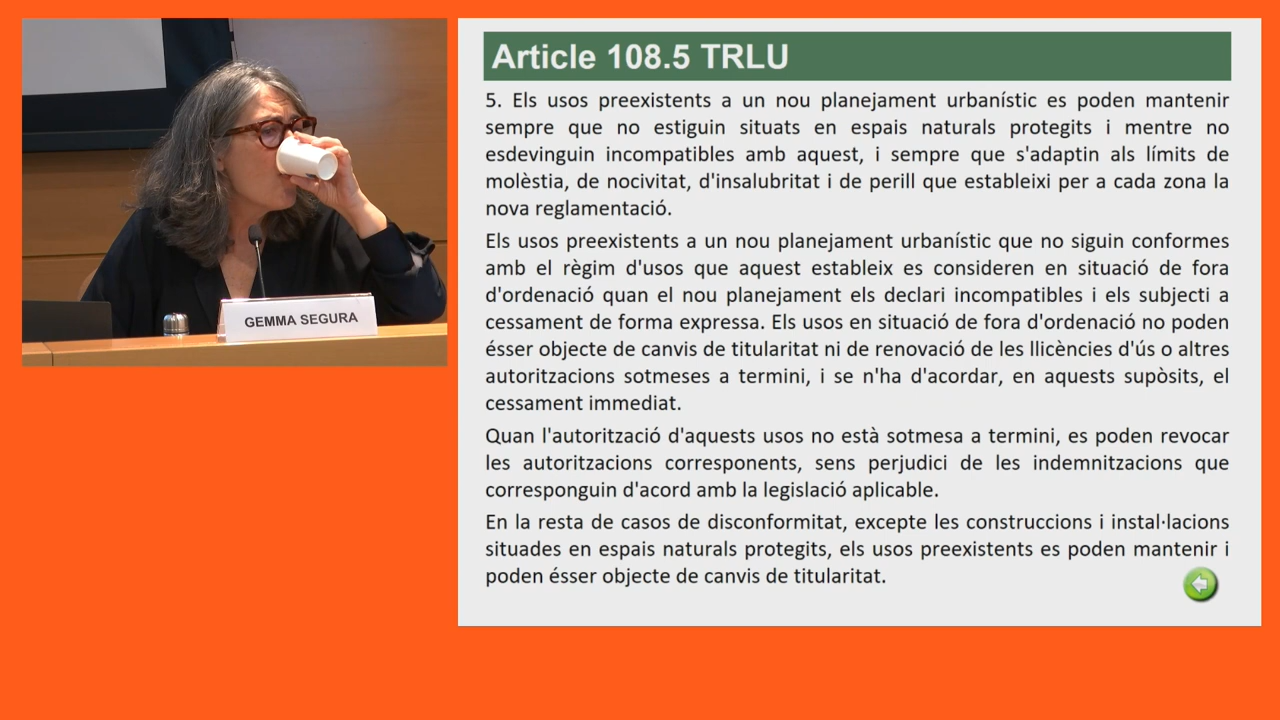 GEMMA SEGURA
Article 108.5 TRLU
5. Els usos preexistents a un nou planejament urbanístic es poden mantenir
sempre que no estiguin situats en espais naturals protegits i mentre no
esdevinguin incompatibles amb aquest, i sempre que s'adaptin als límits de
molèstia, de nocivitat, d'insalubritat i de perill que estableixi per a cada zona la
nova reglamentació.
Els usos preexistents a un nou planejament urbanístic que no siguin conformes
amb el règim d'usos que aquest estableix es consideren en situació de fora
d'ordenació quan el nou planejament els declari incompatibles i els subjecti a
cessament de forma expressa. Els usos en situació de fora d'ordenació no poden
ésser objecte de canvis de titularitat ni de renovació de les llicències d'ús o altres
autoritzacions sotmeses a termini, i se n'ha d'acordar, en aquests supòsits, el
cessament immediat.
Quan l'autorització d'aquests usos no està sotmesa a termini, es poden revocar
les autoritzacions corresponents, sens perjudici de les indemnitzacions que
corresponguin d'acord amb la legislació aplicable.
En la resta de casos de disconformitat, excepte les construccions i instal·lacions
situades en espais naturals protegits, els usos preexistents es poden mantenir i
poden ésser objecte de canvis de titularitat.